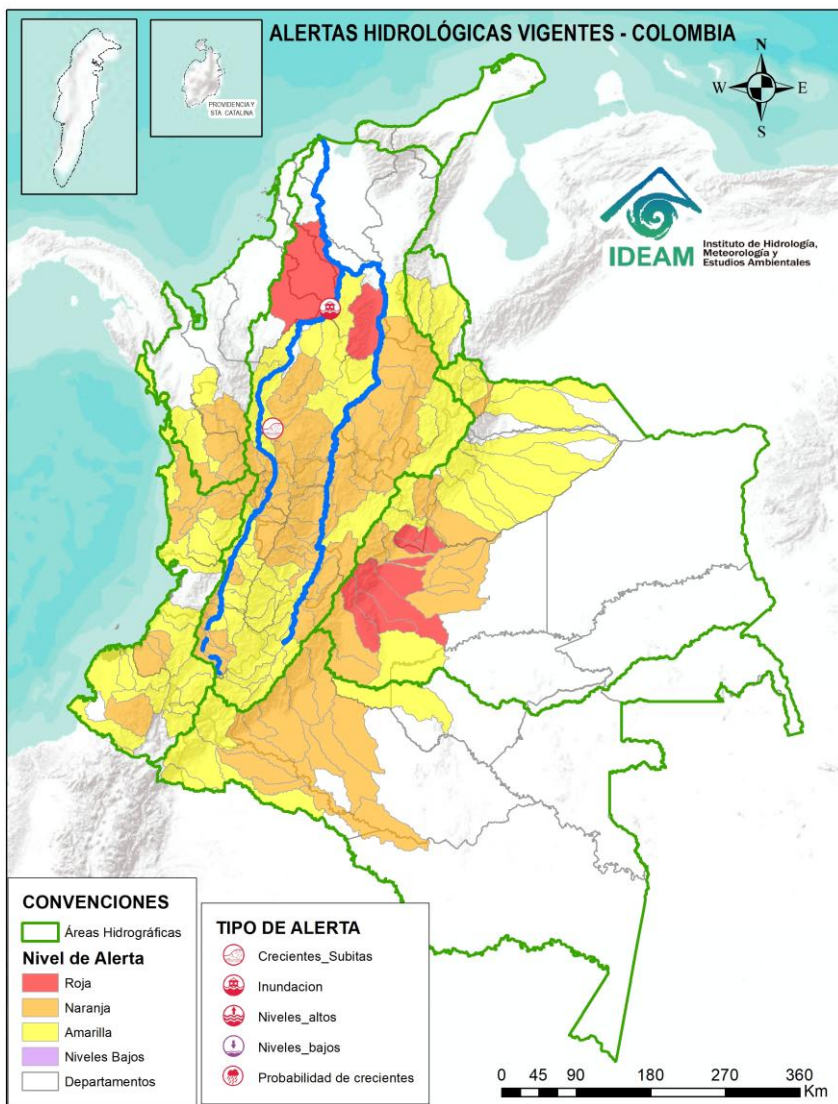 ALERTAS HIDROLÓGICAS VIGENTES - COLOMBIA
PROVIDENCIA Y
STA CATALINA
N
W
E
S
IDEAM
Instituto de Hidrología,
Meteorología y
Estudios Ambientales
CONVENCIONES
Áreas Hidrográficas
Nivel de Alerta
Roja
Naranja
Amarilla
Niveles Bajos
Departamentos
TIPO DE ALERTA
Crecientes_Subitas
Inundacion
Niveles_altos
Niveles_bajos
Probabilidad de crecientes
0 45 90 180 270 360
Km